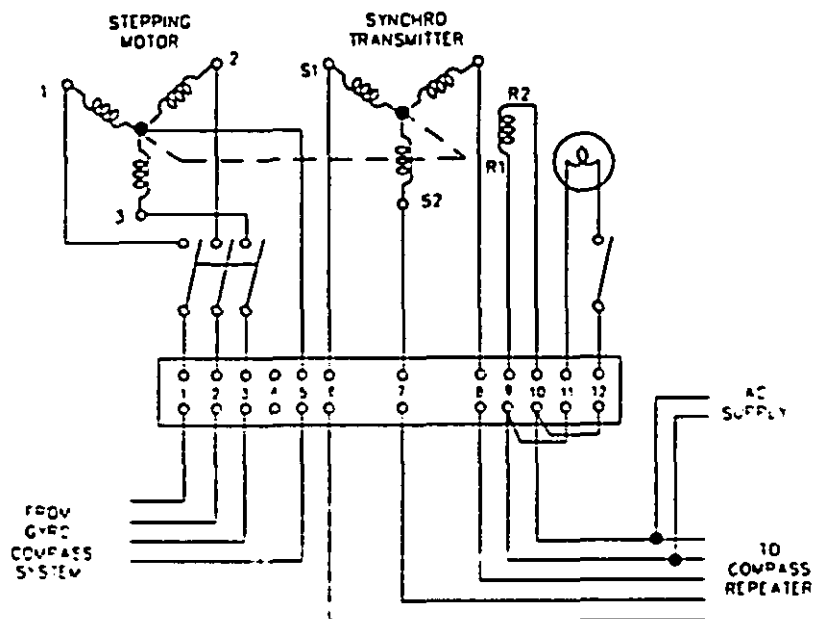 STEPPING
MOTOR
SYNCHRO
TRANSMITTER
1
2
3
S1
S2
R2
R1
1 2 3 4 5 6 7 8 9 10 11 12
AC
SUPPLY
FROM
GYRO
COMPASS
SYSTEM
TO
COMPASS
REPEATER